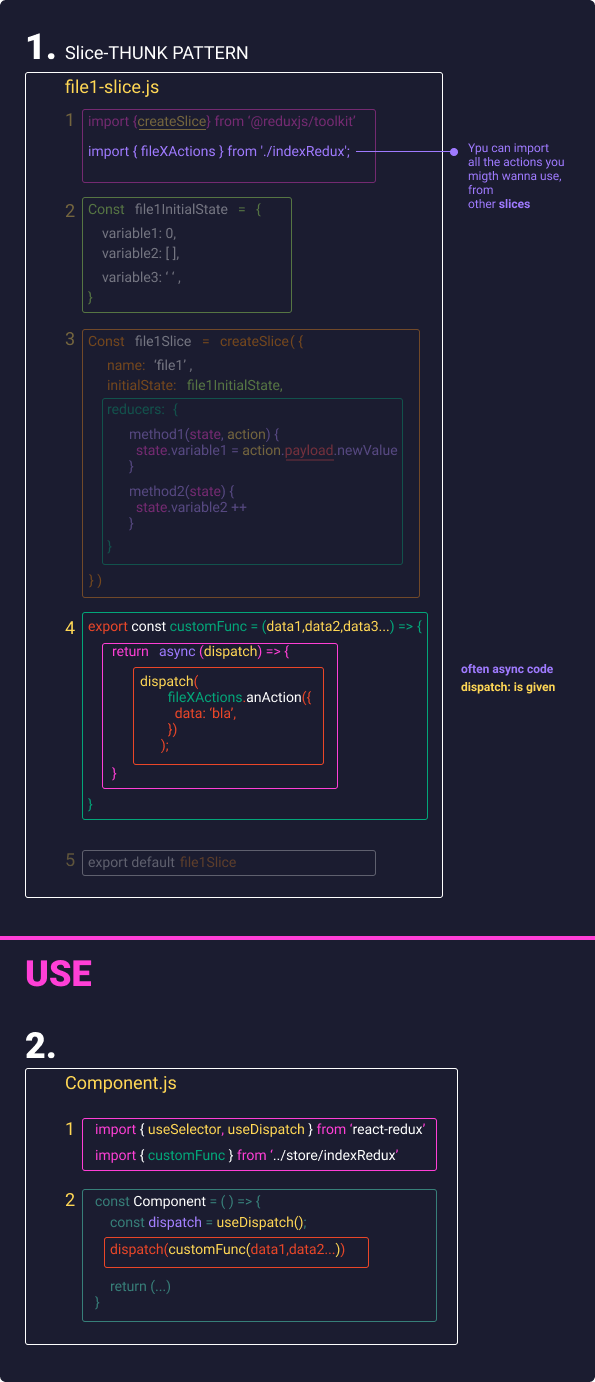 1. Slice-THUNK PATTERN
file1-slice.js
1
import {createSlice} from '@reduxjs/toolkit'
import { fileXActions } from './indexRedux';
Ypu can import
all the actions you
migth wanna use,
from
other slices
2
Const file1InitialState = {
variable1: 0,
variable2: [ ],
variable3: ‘ ‘ ,
}
3
Const file1Slice = createSlice( {
name: 'file1' ,
initialState: file1InitialState,
reducers: {
method1(state, action) {
state.variable1 = action.payload.newValue
}
method2(state) {
state.variable2 ++
}
}
} )
4
export const customFunc = (data1,data2,data3...) => {
return async (dispatch) => {
dispatch(
fileXActions.anAction({
data: 'bla',
})
);
}
}
often async code
dispatch: is given
5
export default file1Slice
USE
2.
Component.js
1
import { useSelector, useDispatch } from 'react-redux'
import { customFunc } from '../store/indexRedux'
2
const Component = ( ) => {
const dispatch = useDispatch();
dispatch(customFunc(data1,data2...))
return (...)
}